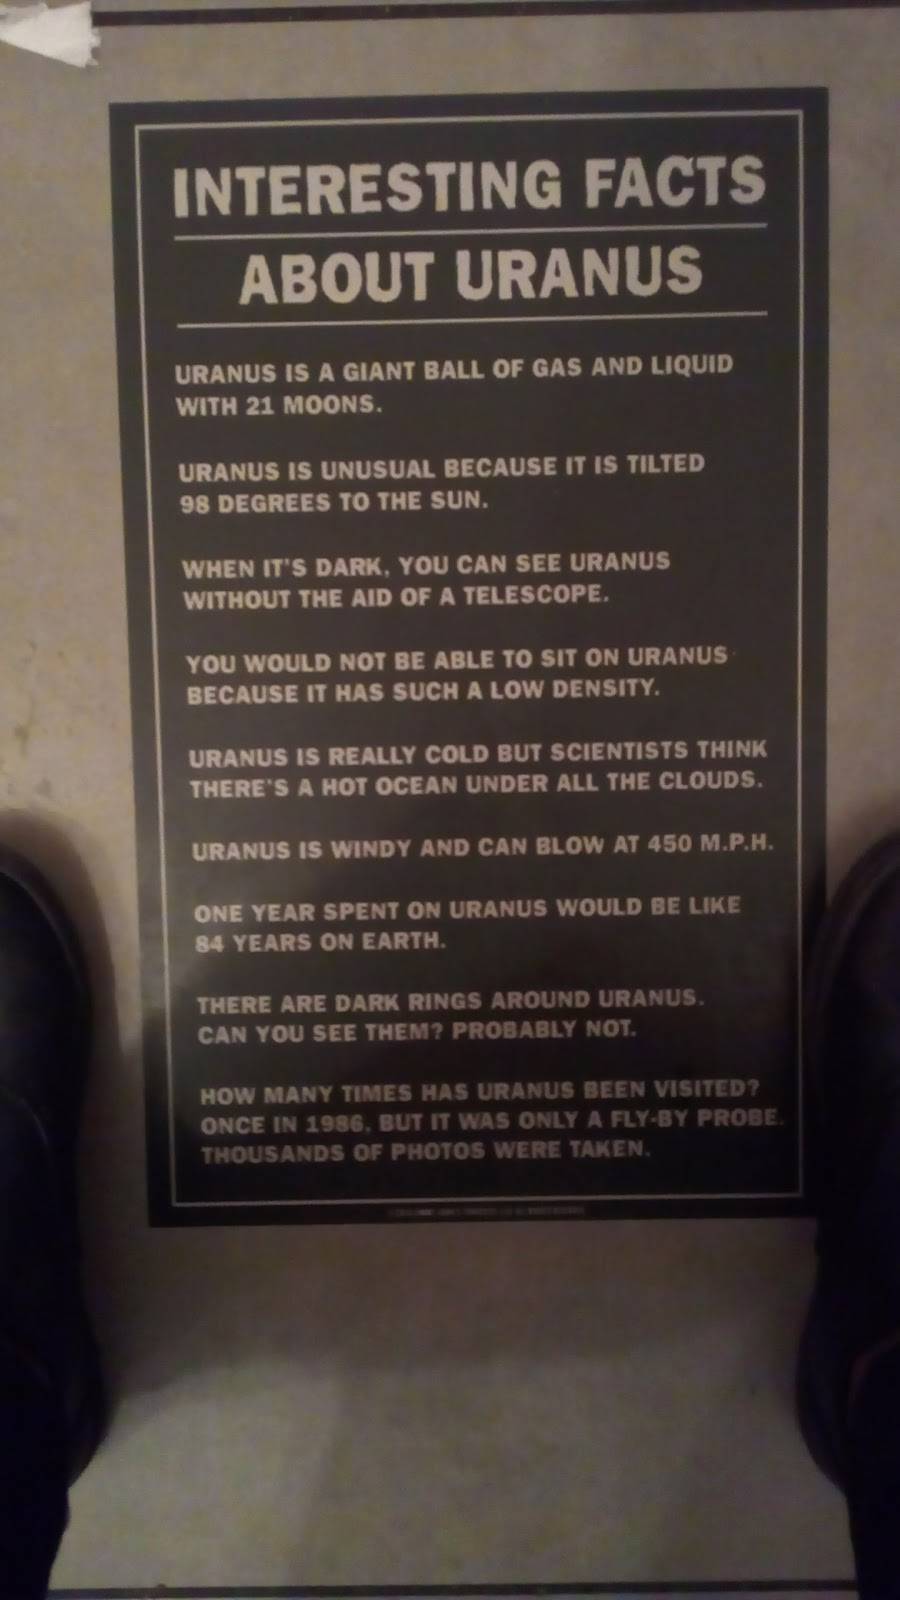 INTERESTING FACTS
ABOUT URANUS
URANUS IS A GIANT BALL OF GAS AND LIQUID
WITH 21 MOONS.
URANUS IS UNUSUAL BECAUSE IT IS TILTED
98 DEGREES TO THE SUN.
WHEN IT'S DARK, YOU CAN SEE URANUS
WITHOUT THE AID OF A TELESCOPE.
YOU WOULD NOT BE ABLE TO SIT ON URANUS
BECAUSE IT HAS SUCH A LOW DENSITY.
URANUS IS REALLY COLD BUT SCIENTISTS THINK
THERE'S A HOT OCEAN UNDER ALL THE CLOUDS.
URANUS IS WINDY AND CAN BLOW AT 450 M.P.H.
ONE YEAR SPENT ON URANUS WOULD BE LIKE
84 YEARS ON EARTH.
THERE ARE DARK RINGS AROUND URANUS.
CAN YOU SEE THEM? PROBABLY NOT.
HOW MANY TIMES HAS URANUS BEEN VISITED?
ONCE IN 1986, BUT IT WAS ONLY A FLY-BY PROBE.
THOUSANDS OF PHOTOS WERE TAKEN.